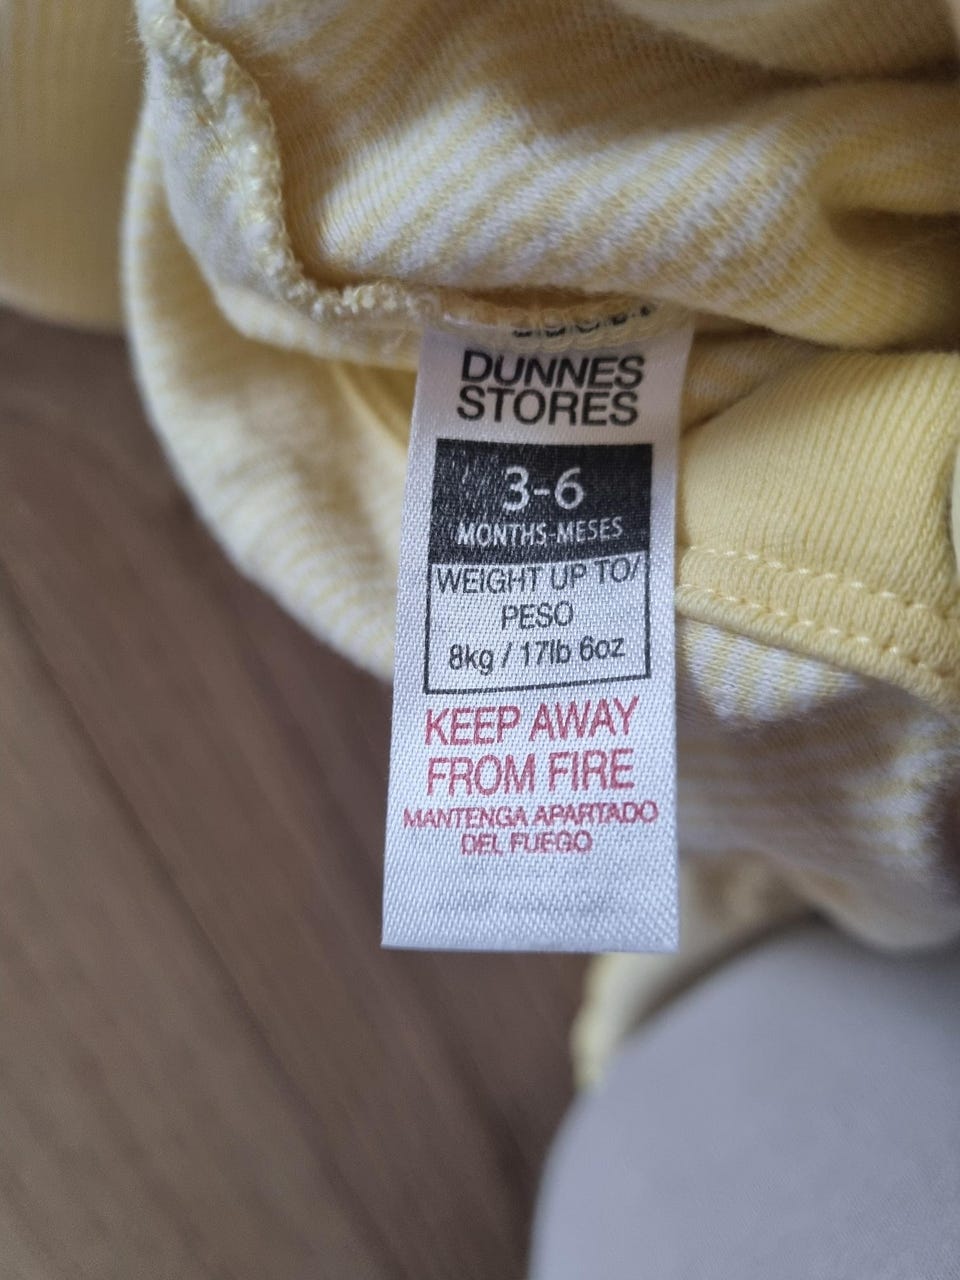 DUNNES
STORES
3-6
MONTHS-MESES
WEIGHT UP TO/
PESO
8kg / 17lb 6oz
KEEP AWAY
FROM FIRE
MANTENGA APARTADO
DEL FUEGO